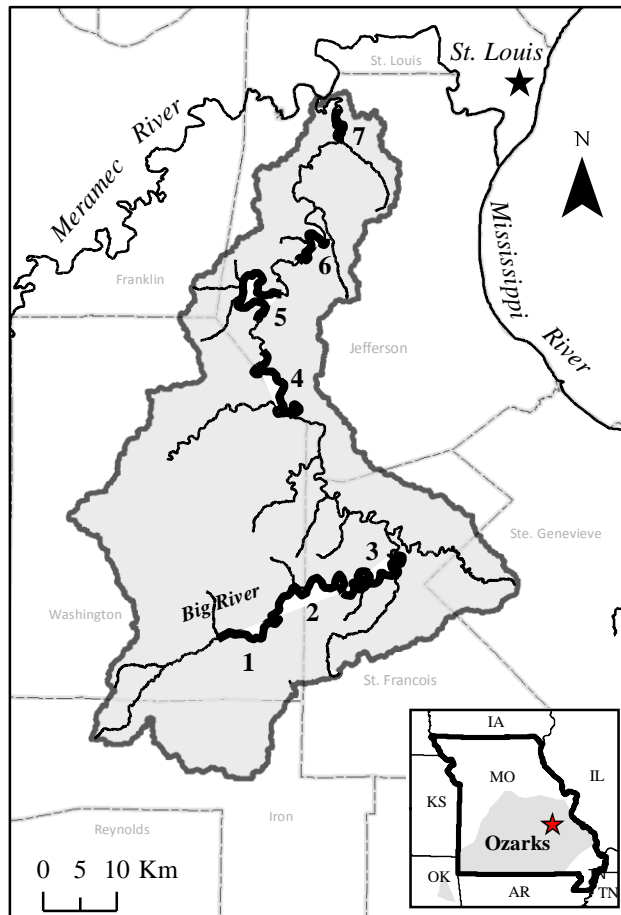 St. Louis
St. Louis
7
Meramec River
N
Mississippi River
6
Franklin
5
Jefferson
4
Ste. Genevieve
3
Big River
2
Washington
1
St. Francois
IA
MO
IL
KS
Ozarks
OK
AR
TN
Iron
Reynolds
0 5 10 Km